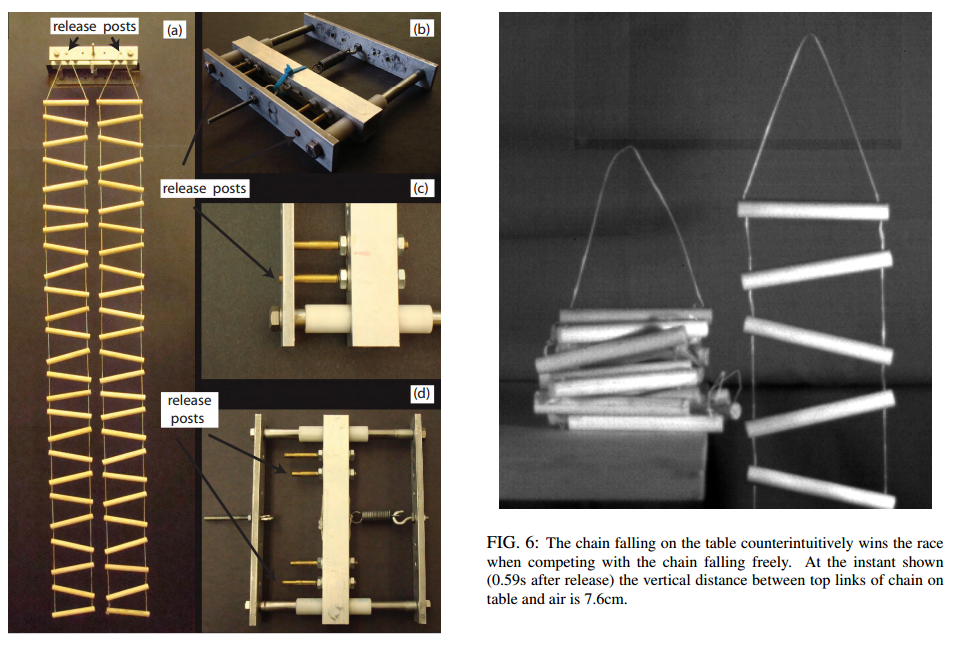 release posts
(a)
(b)
release posts
(c)
release
posts
(d)
FIG. 6: The chain falling on the table counterintuitively wins the race
when competing with the chain falling freely. At the instant shown
(0.59s after release) the vertical distance between top links of chain on
table and air is 7.6cm.